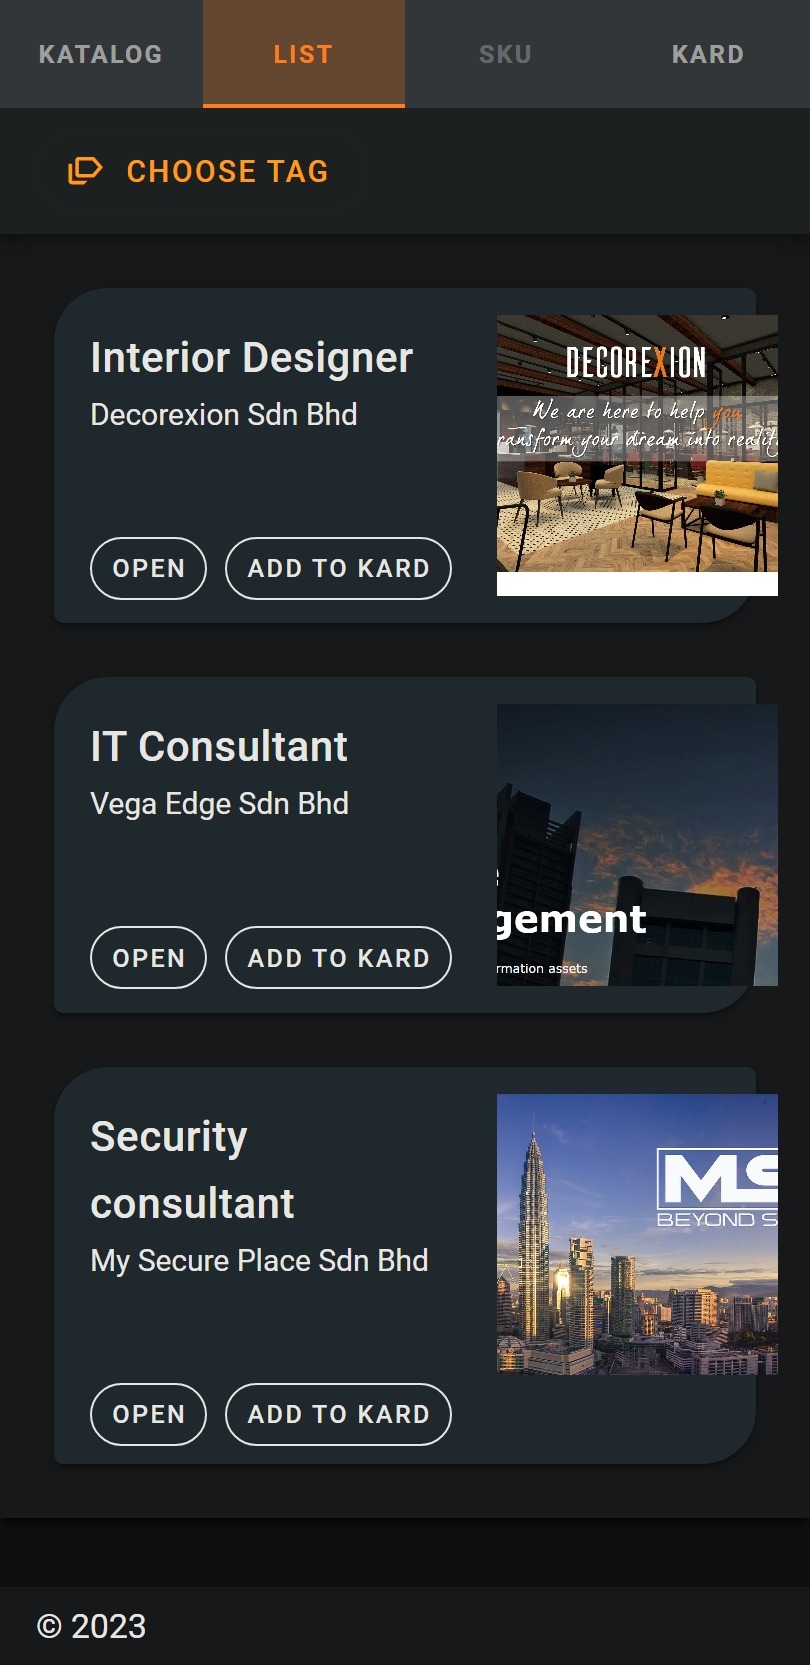 KATALOG
LIST
SKU
KARD
CHOOSE TAG
Interior Designer
Decorexion Sdn Bhd
OPEN
ADD TO KARD
DECOREXION
We are here to help you
ransform your dream into realit
IT Consultant
Vega Edge Sdn Bhd
OPEN
ADD TO KARD
e
gement
rmation assets
Security
consultant
My Secure Place Sdn Bhd
OPEN
ADD TO KARD
MS
BEYOND S
© 2023